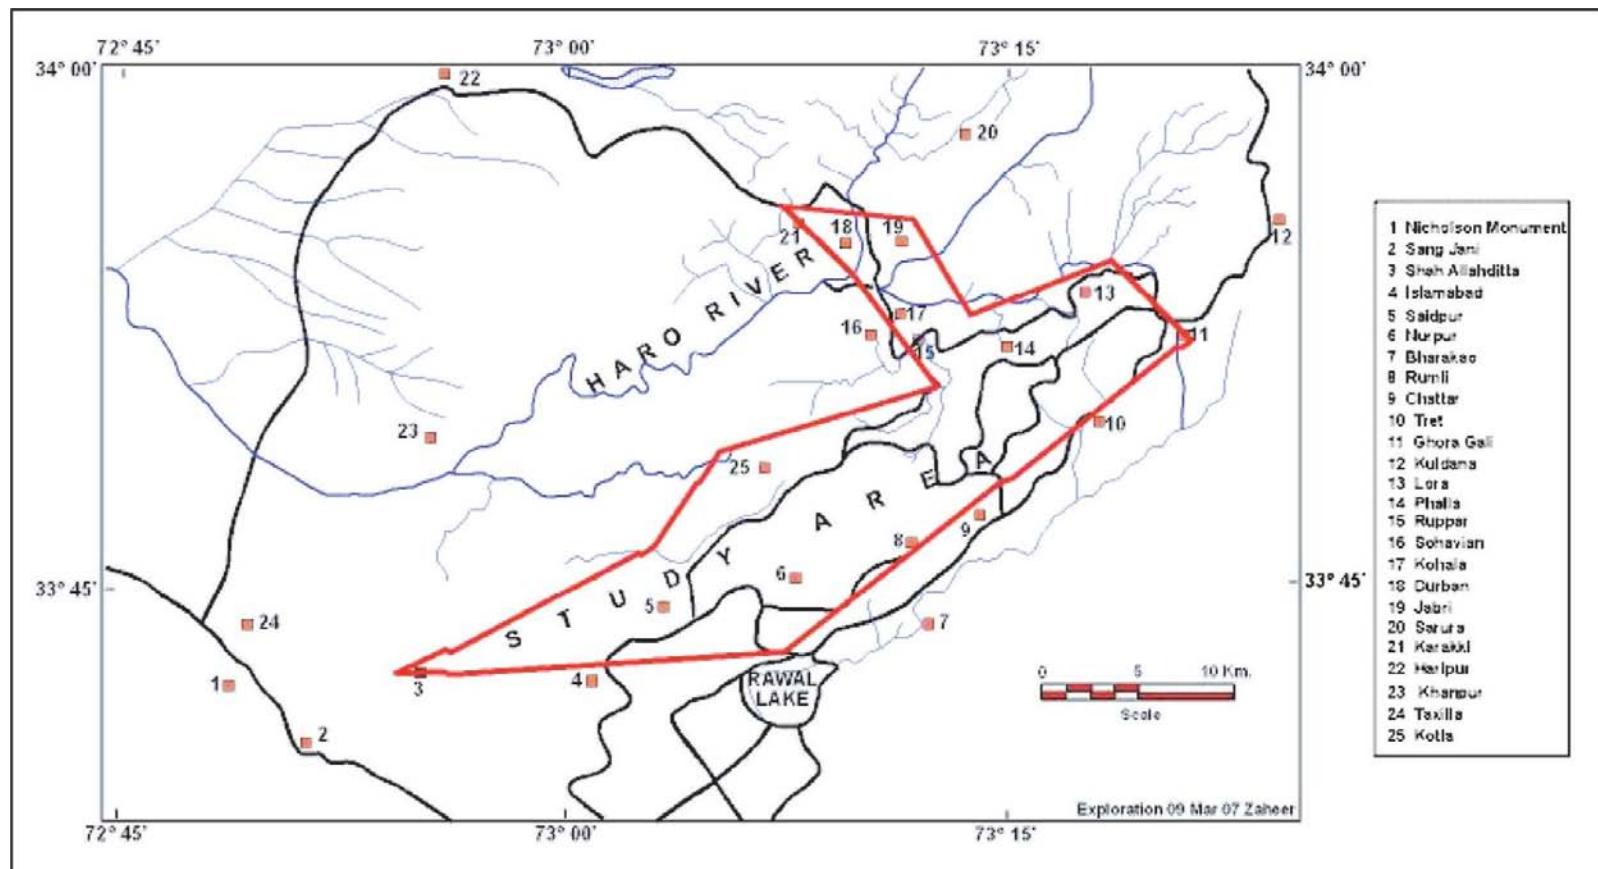 72° 45'
73° 00'
73° 15'
34° 00'
34° 00'
22
20
21
18
19
12
HARO RIVER
13
17
16
15
14
11
23
10
25
STUDY AREA
9
8
6
5
33° 45'
33° 45'
24
7
3
4
1
2
RAWAL
LAKE
0 5 10 Km.
Scale
Exploration 09 Mar 07 Zaheer
72° 45'
73° 00'
73° 15'
1 Nicholson Monument
2 Sang Jani
3 Shah Allahditta
4 Islamabad
5 Saidpur
6 Nurpur
7 Bharakao
8 Rumli
9 Chattar
10 Tret
11 Ghora Gali
12 Kuldana
13 Lora
14 Phalla
15 Ruppar
16 Sohavian
17 Kohala
18 Durban
19 Jabri
20 Sarura
21 Karakki
22 Haripur
23 Khanpur
24 Taxilla
25 Kotla